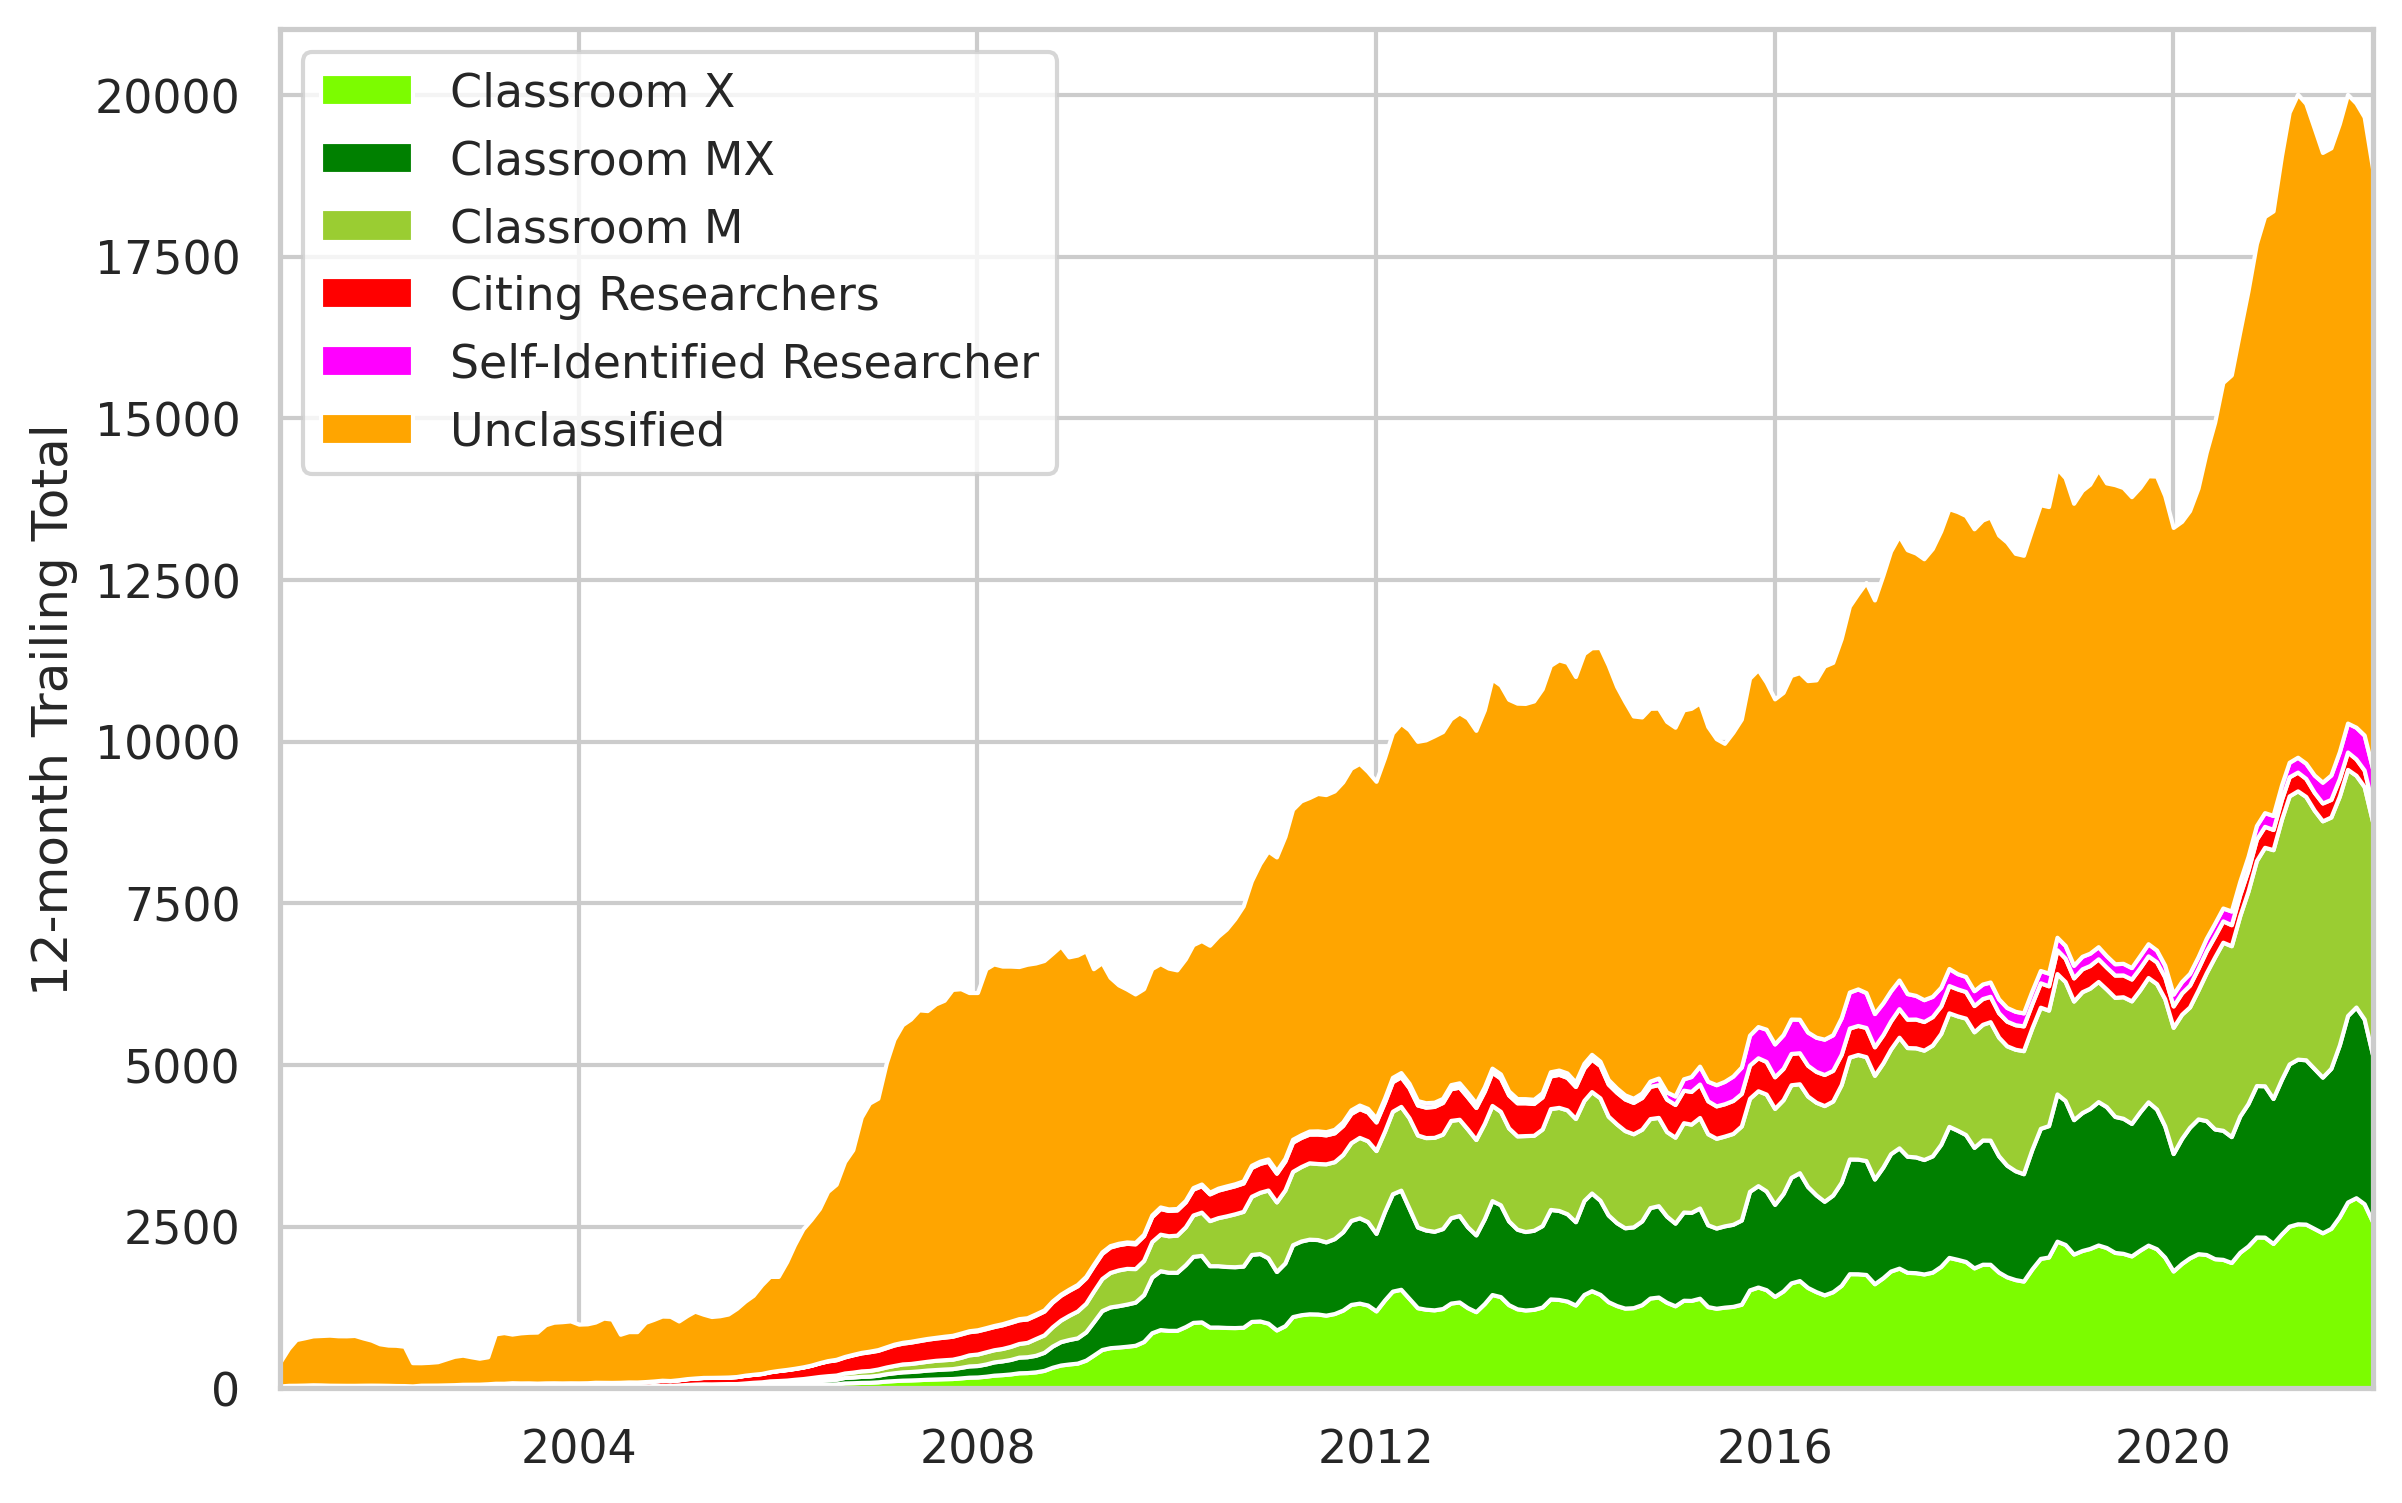 Classroom X
Classroom MX
Classroom M
Citing Researchers
Self-Identified Researcher
Unclassified
12-month Trailing Total
20000
17500
15000
12500
10000
7500
5000
2500
0
2004 2008 2012 2016 2020